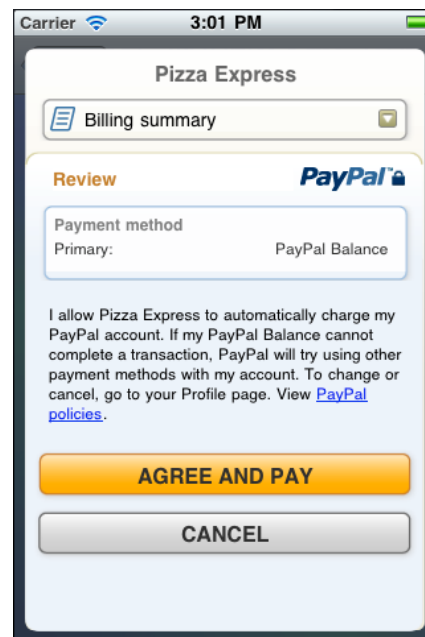 Carrier 3:01 PM
Pizza Express
Billing summary
Review PayPal™
Payment method
Primary: PayPal Balance
I allow Pizza Express to automatically charge my
PayPal account. If my PayPal Balance cannot
complete a transaction, PayPal will try using other
payment methods with my account. To change or
cancel, go to your Profile page. View PayPal
policies.
AGREE AND PAY
CANCEL